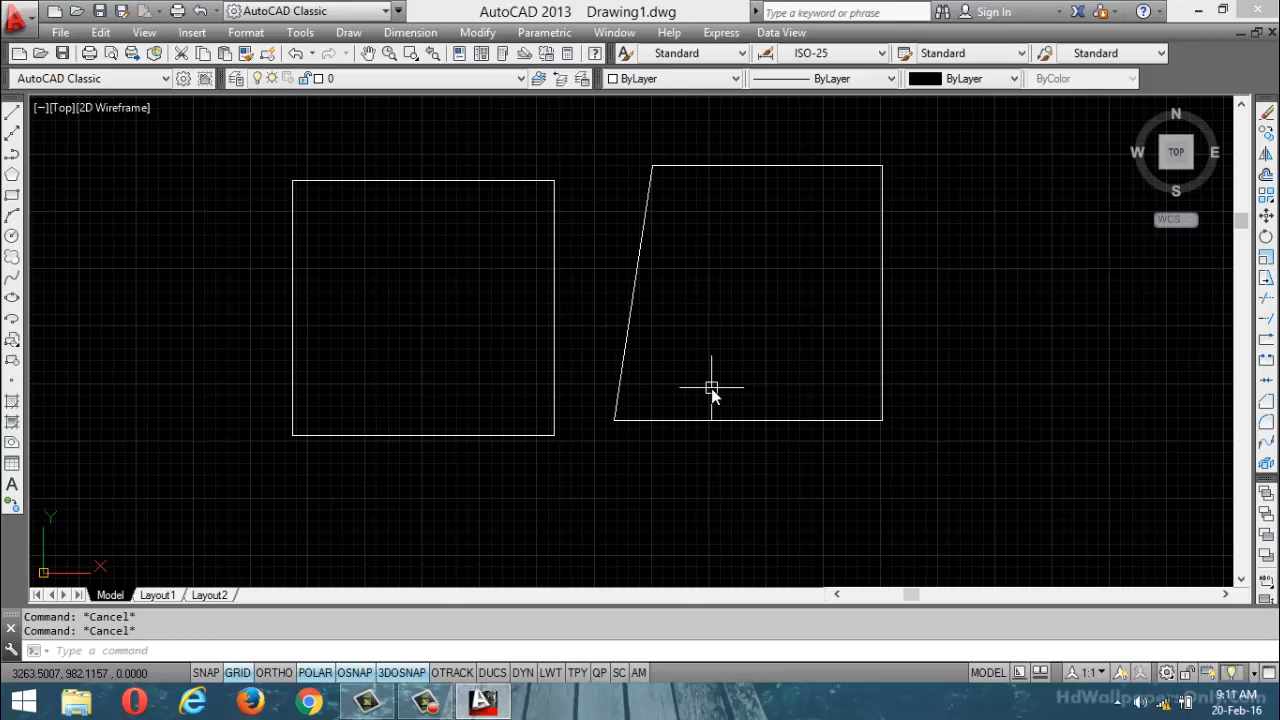 AutoCAD Classic
AutoCAD 2013 Drawing1.dwg
Type a keyword or phrase
Sign In
File Edit View Insert Format Tools Draw Dimension Modify Parametric Window Help Express Data View
Standard ISO-25 Standard Standard
AutoCAD Classic 0 ByLayer ByLayer ByLayer ByColor
[−][Top][2D Wireframe]
N
W TOP E
S
WCS
Y
X
Model Layout1 Layout2
Command: *Cancel*
Command: *Cancel*
Type a command
3263.5007, 982.1157, 0.0000 SNAP GRID ORTHO POLAR OSNAP 3DOSNAP OTRACK DUCS DYN LWT TPY QP SC AM MODEL 1:1
HdWallpapersOnly.com
9:11 AM
20-Feb-16